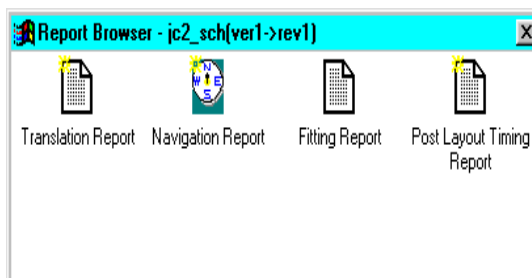 Report Browser - jc2_sch(ver1->rev1)
N
W E
S
Translation Report Navigation Report Fitting Report Post Layout Timing
Report